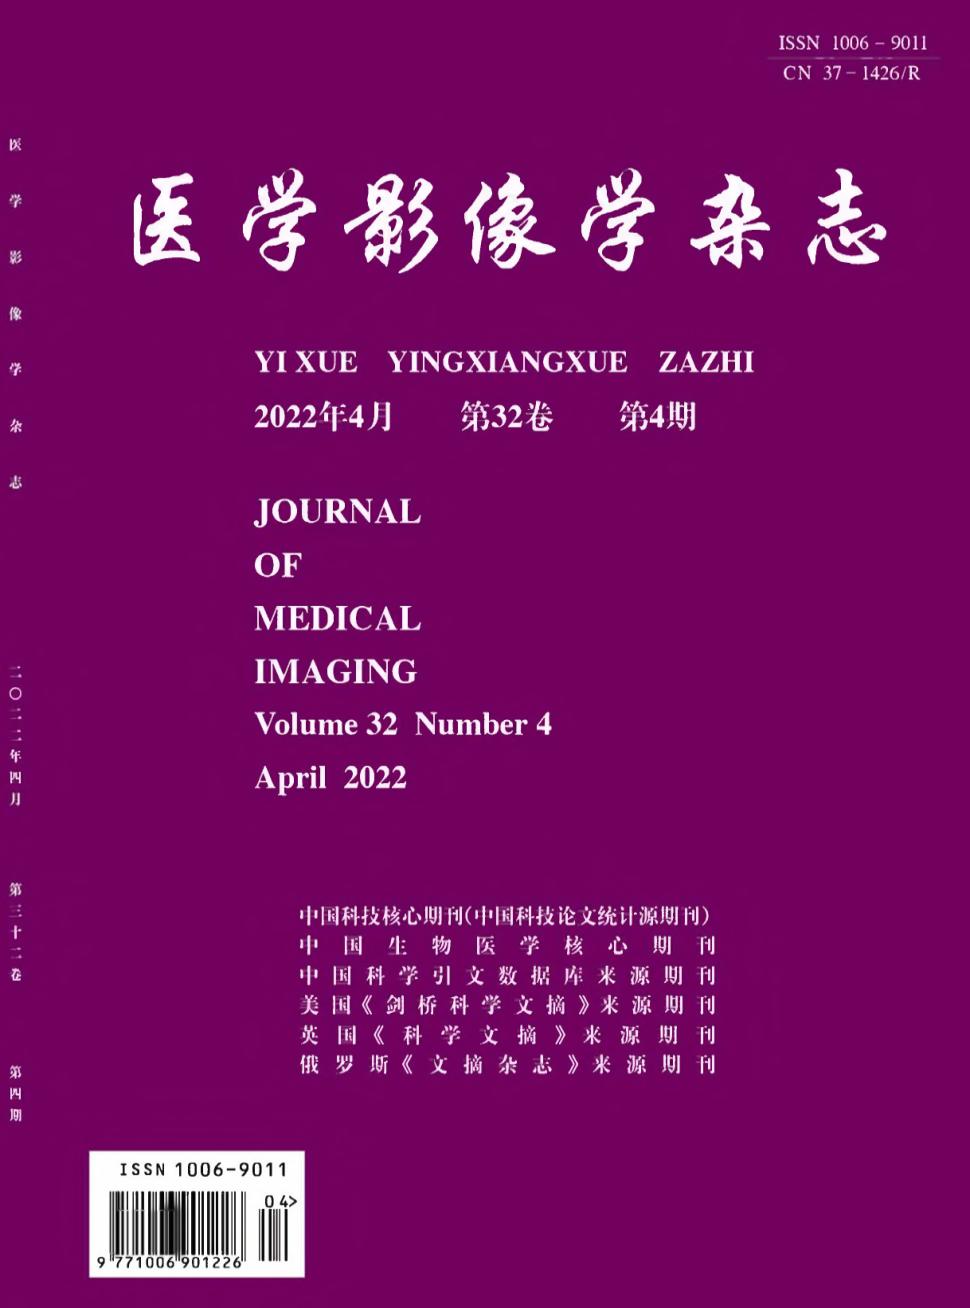 ISSN 1006-9011
CN 37-1426/R
医学影像学杂志
YI XUE YINGXIANGXUE ZAZHI
2022年4月 第32卷 第4期
JOURNAL
OF
MEDICAL
IMAGING
Volume 32 Number 4
April 2022
中国科技核心期刊(中国科技论文统计源期刊)
中国生物医学核心期刊
中国科学引文数据库来源期刊
美国《剑桥科学文摘》来源期刊
英国《科学文摘》来源期刊
俄罗斯《文摘杂志》来源期刊
医学影像学杂志
二〇二二年四月
第三十二卷
第四期
ISSN 1006-9011
04>
9 771006 901226